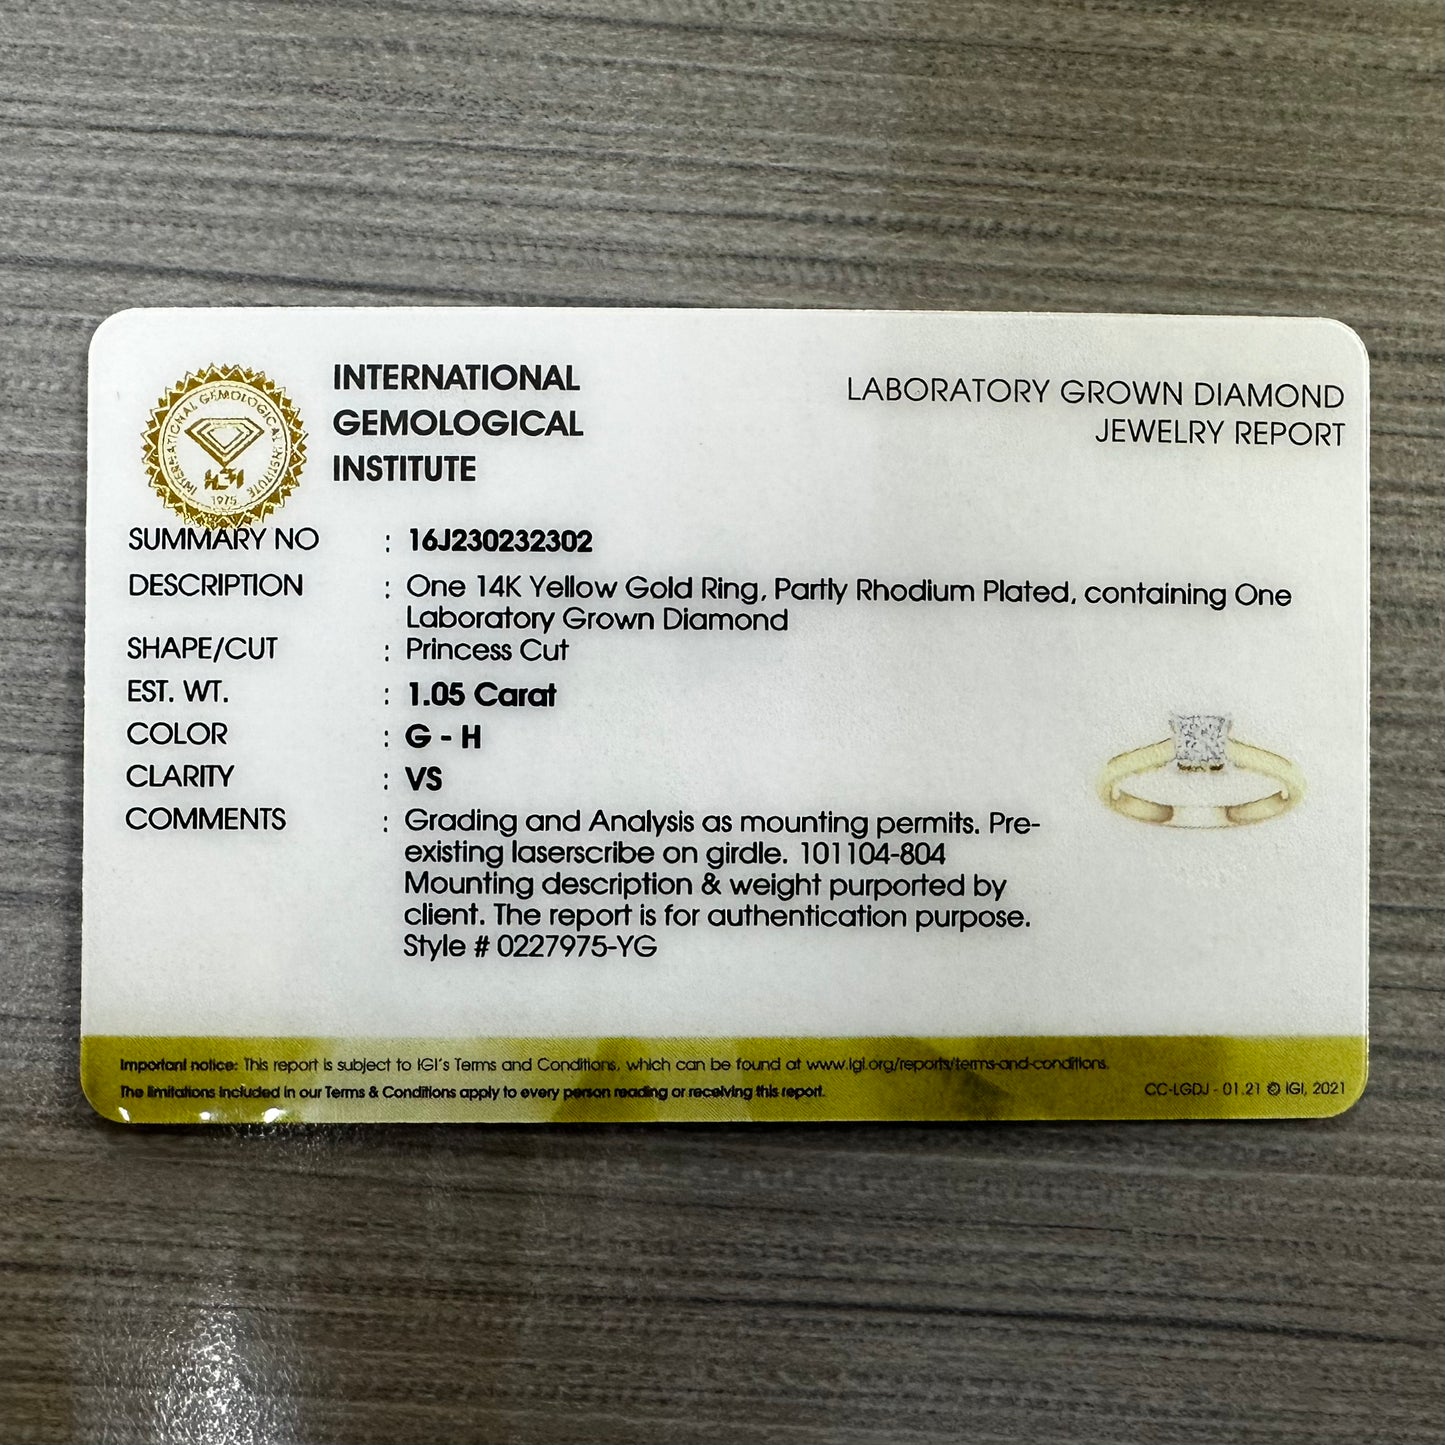 INTERNATIONAL
GEMOLOGICAL
INSTITUTE
LABORATORY GROWN DIAMOND
JEWELRY REPORT
INTERNATIONAL GEMOLOGICAL INSTITUTE
IGI
1975
SUMMARY NO : 16J230232302
DESCRIPTION : One 14K Yellow Gold Ring, Partly Rhodium Plated, containing One
Laboratory Grown Diamond
SHAPE/CUT : Princess Cut
EST. WT. : 1.05 Carat
COLOR : G - H
CLARITY : VS
COMMENTS : Grading and Analysis as mounting permits. Pre-
existing laserscribe on girdle. 101104-804
Mounting description & weight purported by
client. The report is for authentication purpose.
Style # 0227975-YG
Important notice: This report is subject to IGI's Terms and Conditions, which can be found at www.igi.org/reports/terms-and-conditions.
The limitations included in our Terms & Conditions apply to every person reading or receiving this report.
CC-LGDJ - 01.21 © IGI, 2021